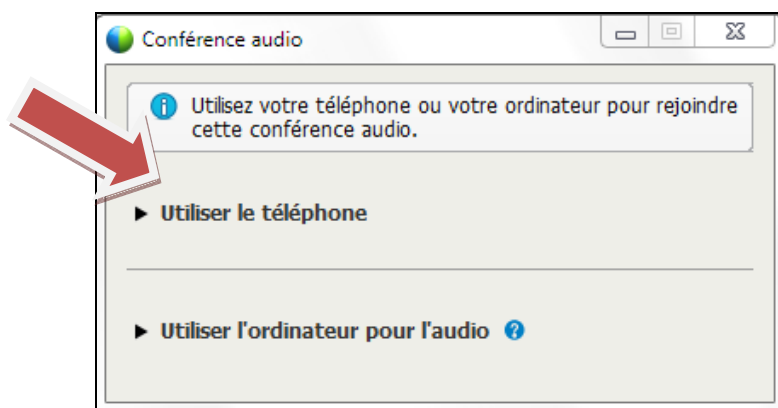 Conférence audio
Utilisez votre téléphone ou votre ordinateur pour rejoindre
cette conférence audio.
Utiliser le téléphone
Utiliser l'ordinateur pour l'audio